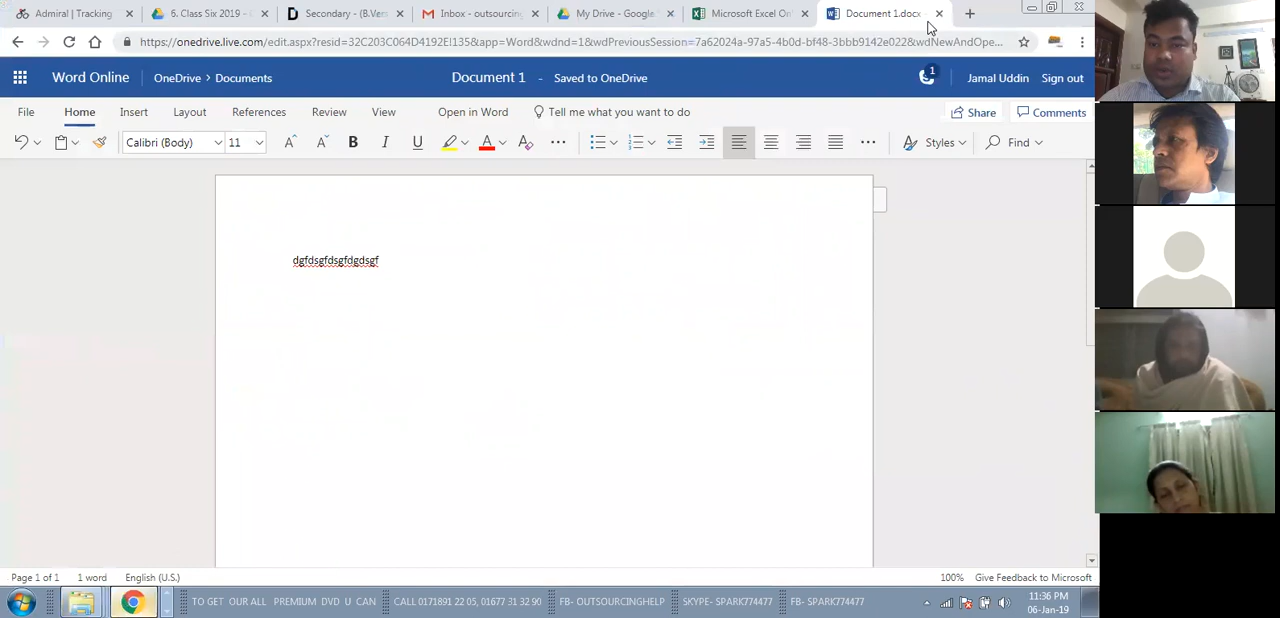 Admiral | Tracking
6. Class Six 2019 -
Secondary - (B.Vers
Inbox - outsourcing
My Drive - Google
Microsoft Excel On
Document 1.docx
https://onedrive.live.com/edit.aspx?resid=32C203C064D4192E!135&app=Word&wdnd=1&wdPreviousSession=7a62024a-97a5-4b0d-bf48-3bbb9142e022&wdNewAndOpe...
Word Online
OneDrive > Documents
Document 1 - Saved to OneDrive
1
Jamal Uddin
Sign out
File
Home
Insert
Layout
References
Review
View
Open in Word
Tell me what you want to do
Share
Comments
Calibri (Body)
11
B
I
U
A
Styles
Find
dgfdsgfdsgfdgdsgf
Page 1 of 1
1 word
English (U.S.)
100%
Give Feedback to Microsoft
TO GET OUR ALL PREMIUM DVD U CAN
CALL 0171891 22 05, 01677 31 32 90
FB- OUTSOURCINGHELP
SKYPE- SPARK774477
FB- SPARK774477
11:36 PM
06-Jan-19